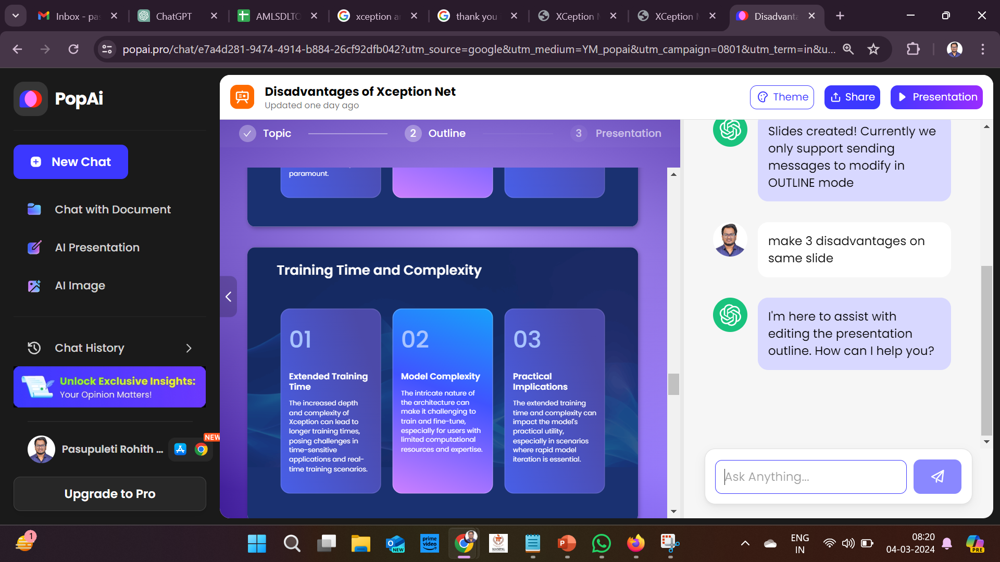 Inbox - pas
ChatGPT
AMLSDLTO
xception a
thank you
XCeption M
XCeption M
Disadvanta
popai.pro/chat/e7a4d281-9474-4914-b884-26cf92dfb042?utm_source=google&utm_medium=YM_popai&utm_campaign=0801&utm_term=in&u...
PopAi
New Chat
Chat with Document
AI Presentation
AI Image
Chat History
Unlock Exclusive Insights:
Your Opinion Matters!
NEW
Pasupuleti Rohith ...
Upgrade to Pro
Disadvantages of Xception Net
Updated one day ago
Theme
Share
Presentation
Topic
2 Outline
3 Presentation
paramount.
Training Time and Complexity
01
Extended Training
Time
The increased depth
and complexity of
Xception can lead to
longer training times,
posing challenges in
time-sensitive
applications and real-
time training scenarios.
02
Model Complexity
The intricate nature of
the architecture can
make it challenging to
train and fine-tune,
especially for users with
limited computational
resources and expertise.
03
Practical
Implications
The extended training
time and complexity can
impact the model's
practical utility,
especially in scenarios
where rapid model
iteration is essential.
Slides created! Currently we
only support sending
messages to modify in
OUTLINE mode
make 3 disadvantages on
same slide
I'm here to assist with
editing the presentation
outline. How can I help you?
Ask Anything...
1
NEW
prime
video
MANIPAL
P
ENG
IN
08:20
04-03-2024
PRE